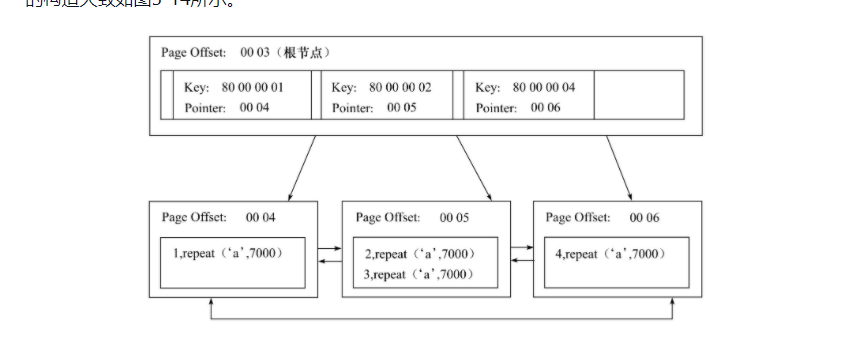 的构造大致如图5-14所示。
Page Offset: 00 03（根节点）
Key: 80 00 00 01 Key: 80 00 00 02 Key: 80 00 00 04
Pointer: 00 04 Pointer: 00 05 Pointer: 00 06
Page Offset: 00 04 Page Offset: 00 05 Page Offset: 00 06
1,repeat（‘a’,7000） 2,repeat（‘a’,7000） 4,repeat（‘a’,7000）
3,repeat（‘a’,7000）